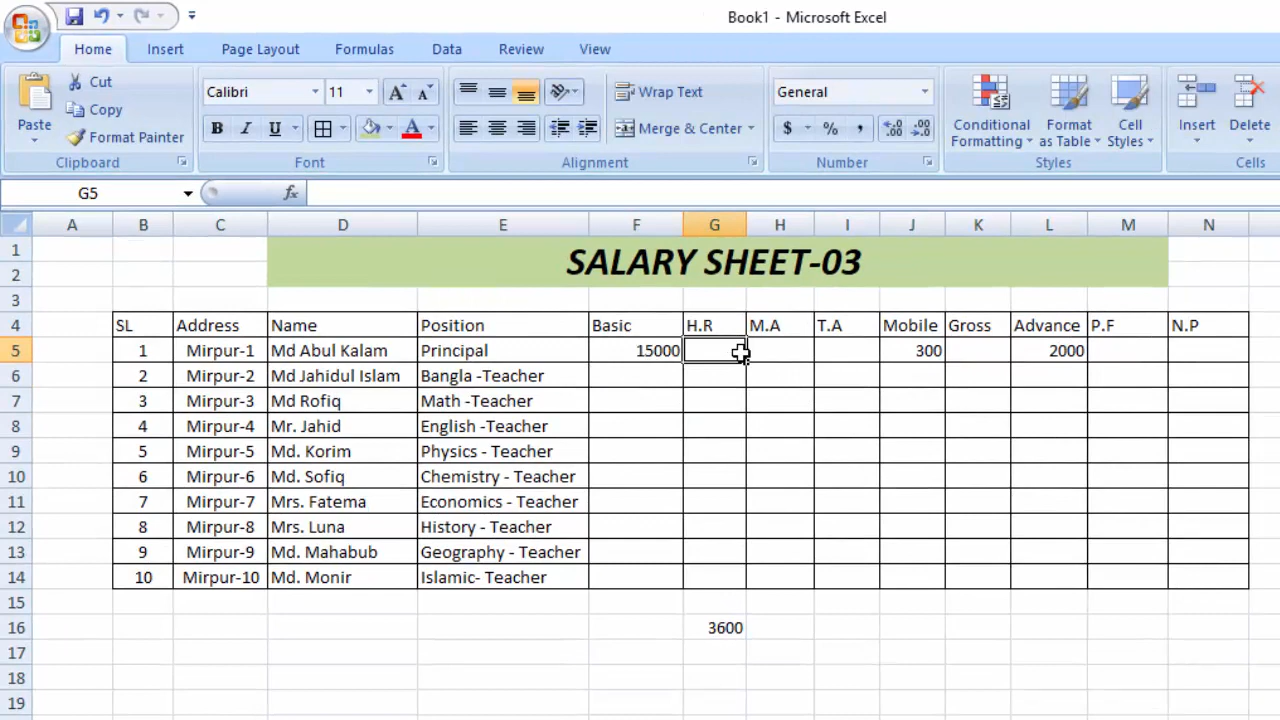 Book1 - Microsoft Excel
Home Insert Page Layout Formulas Data Review View
Cut
Copy
Format Painter
Paste
Clipboard
Calibri 11 A A
B I U A
Font
Wrap Text
Merge & Center
Alignment
General
$ % , .0 .00 .00 .0
Number
Conditional Formatting
Format as Table
Cell Styles
Styles
Insert Delete
Cells
G5 fx
A B C D E F G H I J K L M N
1 SALARY SHEET-03
2
3
4 SL Address Name Position Basic H.R M.A T.A Mobile Gross Advance P.F N.P
5 1 Mirpur-1 Md Abul Kalam Principal 15000 300 2000
6 2 Mirpur-2 Md Jahidul Islam Bangla -Teacher
7 3 Mirpur-3 Md Rofiq Math -Teacher
8 4 Mirpur-4 Mr. Jahid English -Teacher
9 5 Mirpur-5 Md. Korim Physics - Teacher
10 6 Mirpur-6 Md. Sofiq Chemistry - Teacher
11 7 Mirpur-7 Mrs. Fatema Economics - Teacher
12 8 Mirpur-8 Mrs. Luna History - Teacher
13 9 Mirpur-9 Md. Mahabub Geography - Teacher
14 10 Mirpur-10 Md. Monir Islamic- Teacher
15
16 3600
17
18
19